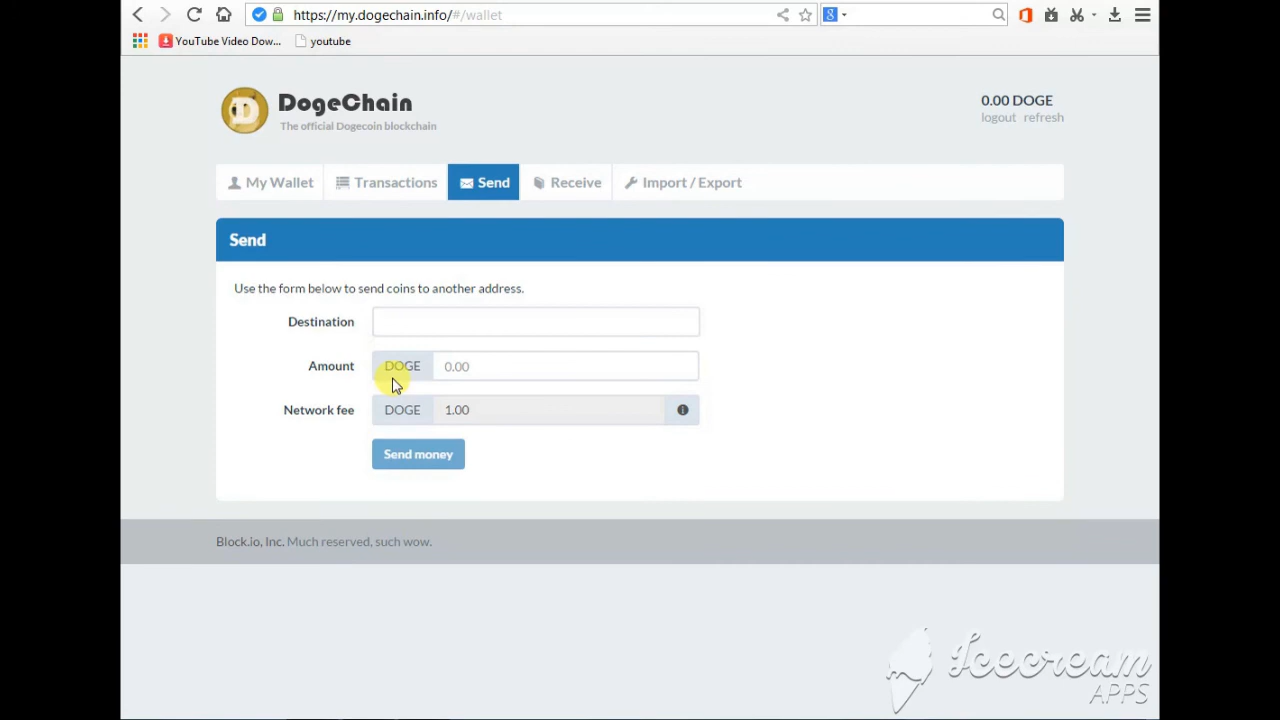 https://my.dogechain.info/#/wallet
YouTube Video Dow...
youtube
DogeChain
The official Dogecoin blockchain
0.00 DOGE
logout refresh
My Wallet
Transactions
Send
Receive
Import / Export
Send
Use the form below to send coins to another address.
Destination
Amount DOGE 0.00
Network fee DOGE 1.00
Send money
Block.io, Inc. Much reserved, such wow.
Icecream
APPS